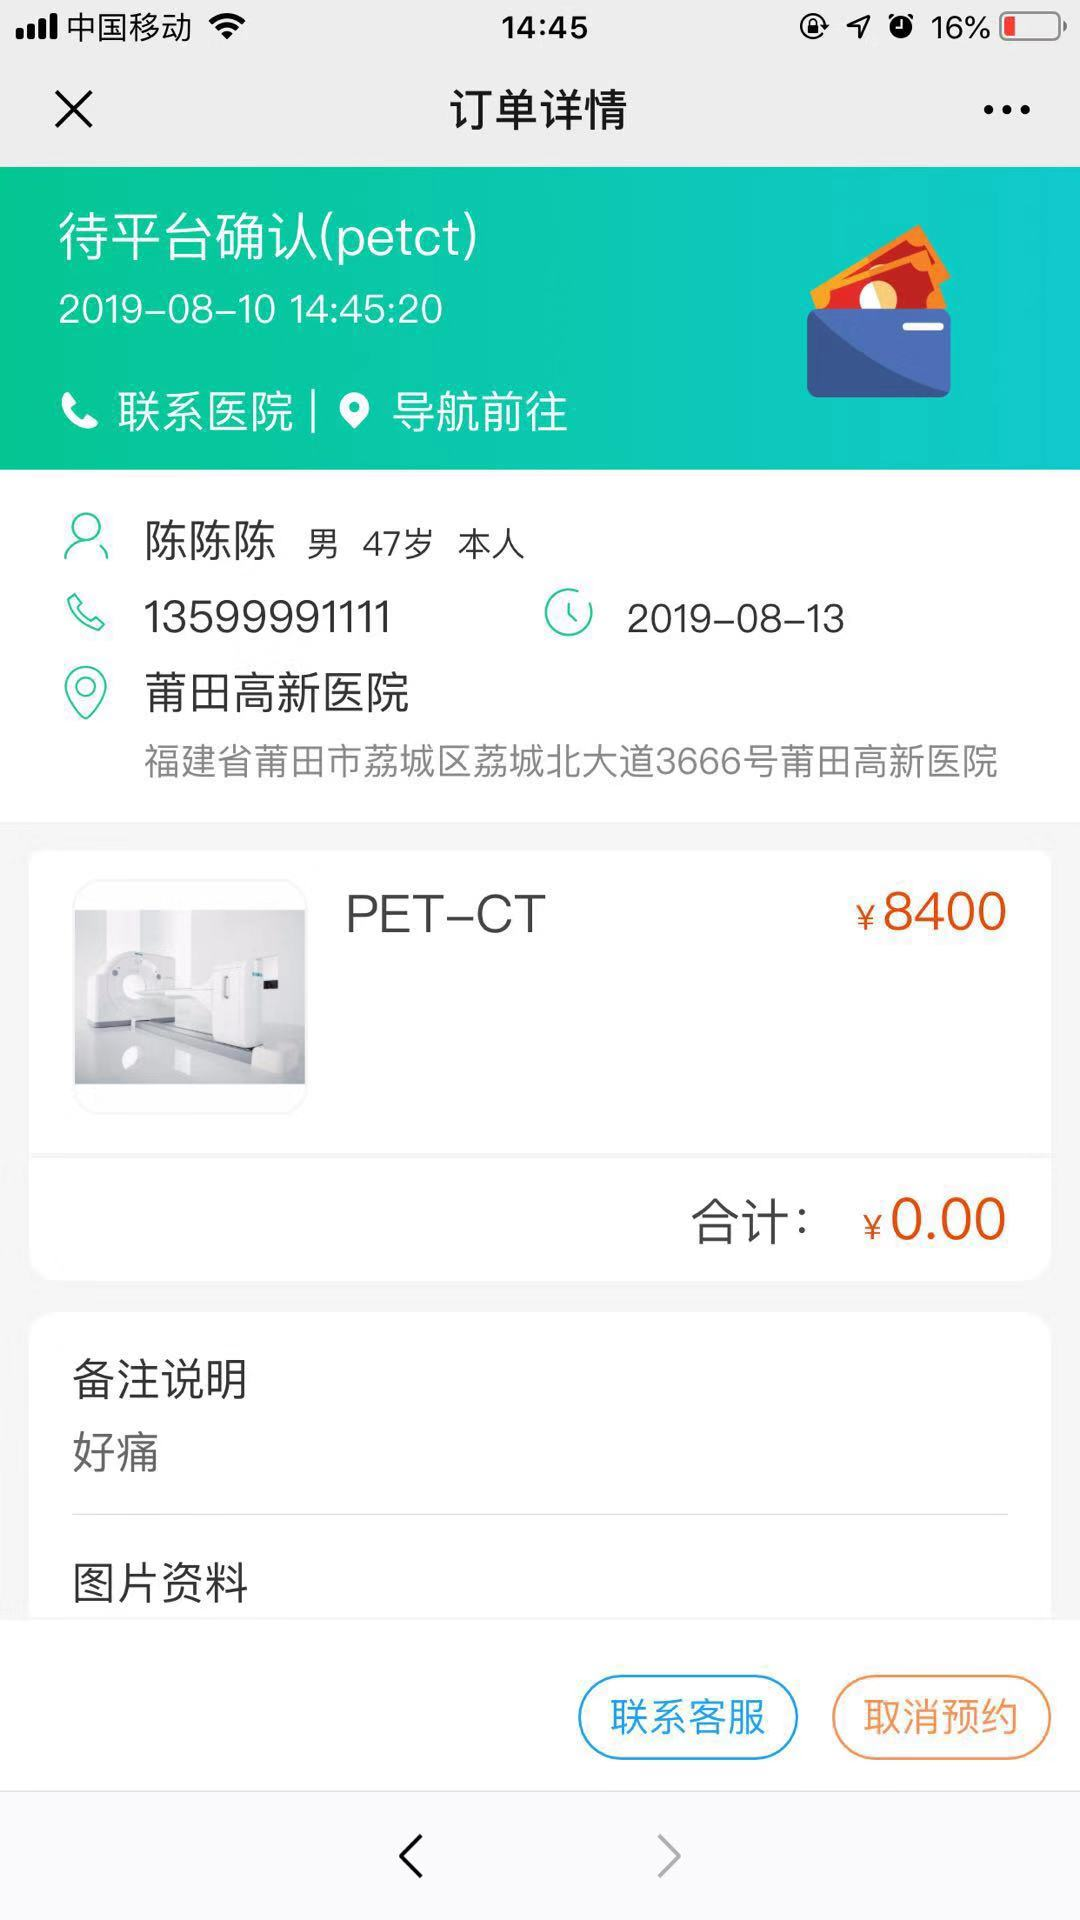 中国移动 14:45 16%
订单详情
待平台确认(petct)
2019-08-10 14:45:20
联系医院 | 导航前往
陈陈陈 男 47岁 本人
13599991111 2019-08-13
莆田高新医院
福建省莆田市荔城区荔城北大道3666号莆田高新医院
PET-CT ¥8400
合计： ¥0.00
备注说明
好痛
图片资料
联系客服 取消预约